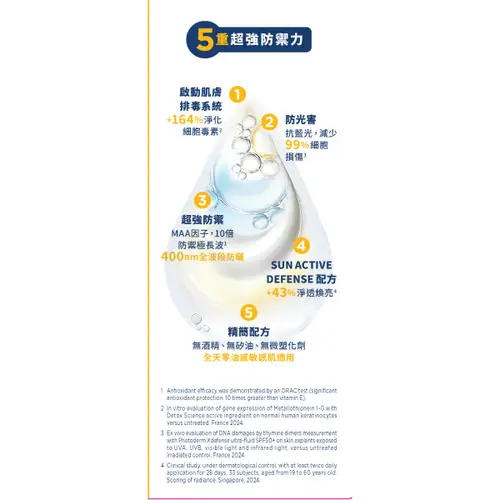 5重超強防禦力
1
啟動肌膚
排毒系統
+164%淨化
細胞毒素2
2
防光害
抗藍光，減少
99%細胞
損傷3
3
超強防禦
MAA因子，10倍
防禦極長波1
400nm全波段防曬
4
SUN ACTIVE
DEFENSE 配方
+43%淨透煥亮4
5
精簡配方
無酒精、無矽油、無微塑化劑
全天零油感敏感肌適用
1 Antioxidant efficacy was demonstrated by an ORAC test (significant
antioxidant protection. 10 times greater than vitamin E).
2 In vitro evaluation of gene expression of Metallothionein 1-G with
Detox Science active ingredient on normal human keratinocytes
versus untreated. France 2024.
3 Ex vivo evaluation of DNA damages by thymine dimers measurement
with Photoderm Xdefense ultra-fluid SPF50+ on skin explants exposed
to UVA, UVB, visible light and infrared light, versus untreated
irradiated control. France 2024.
4 Clinical study, under dermatological control, with at least twice daily
application for 28 days, 33 subjects, aged from 19 to 60 years old.
Scoring of radiance. Singapore, 2024.